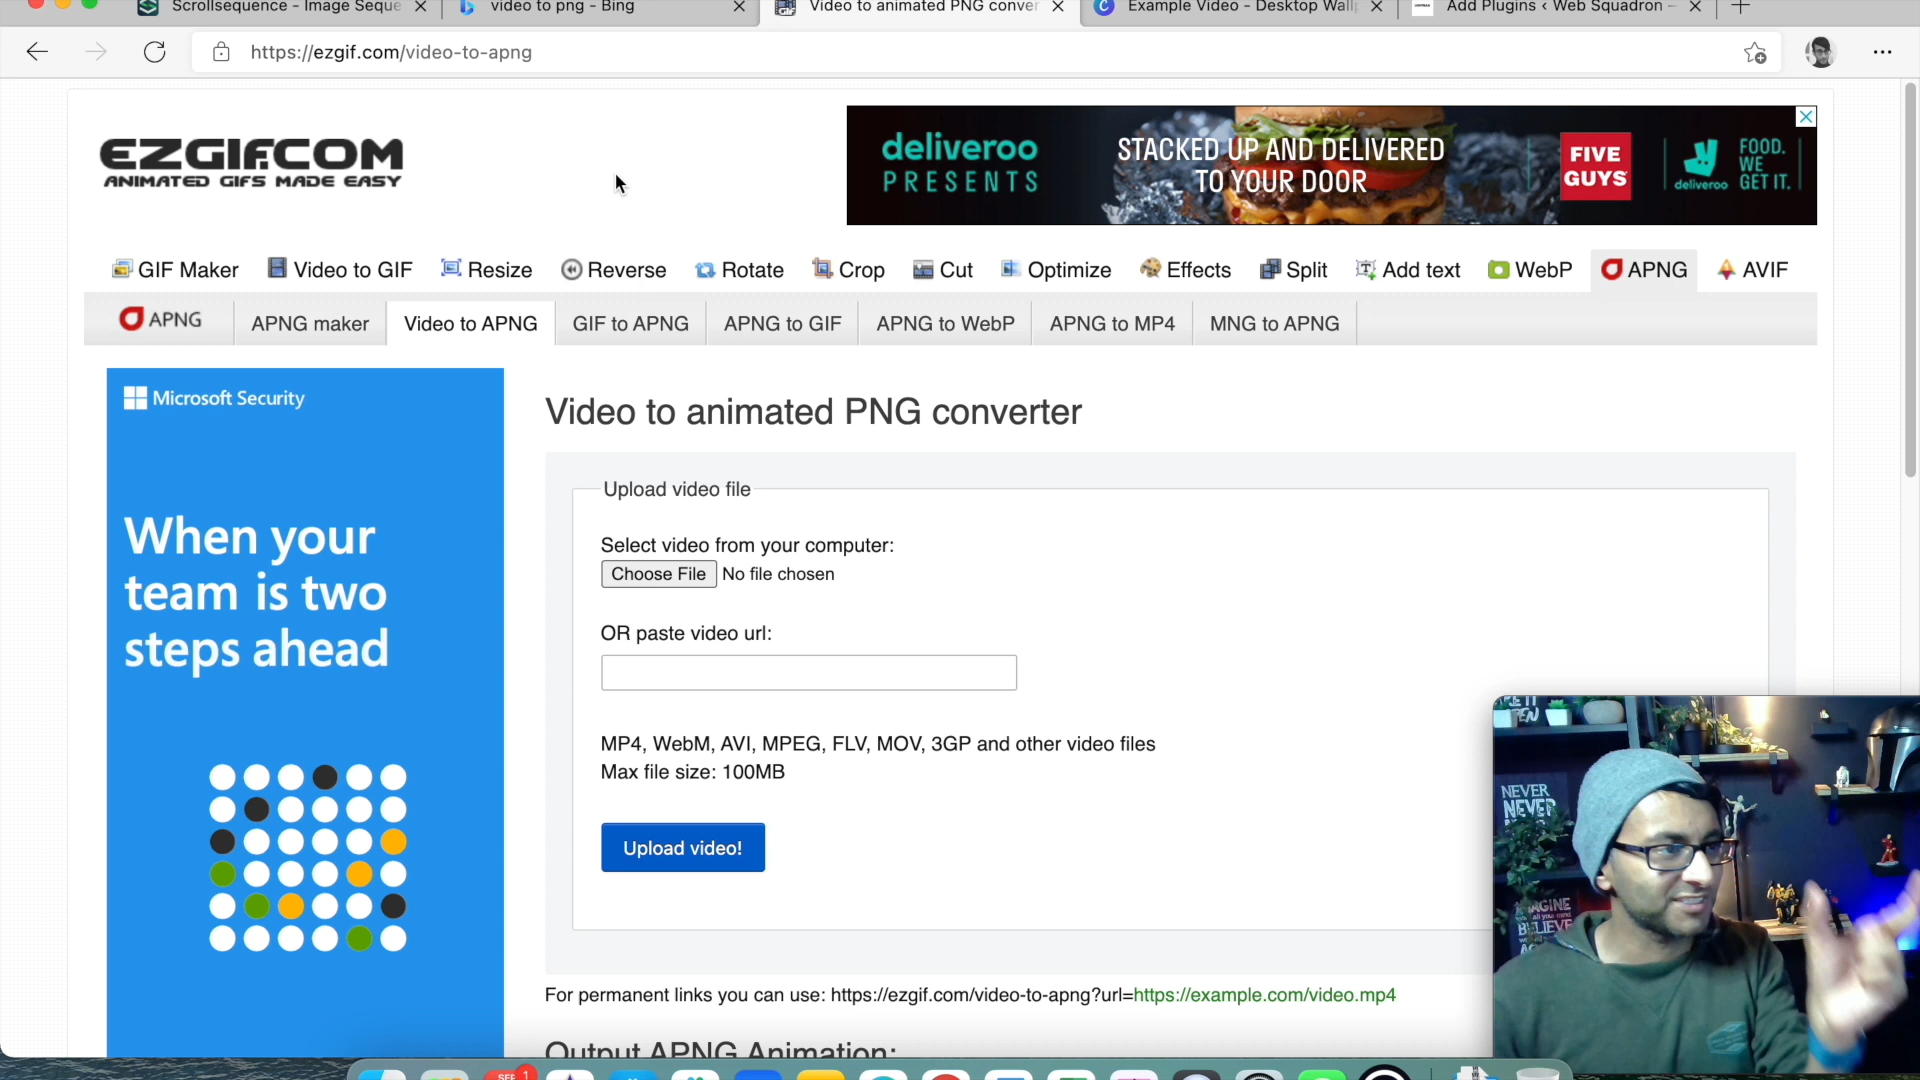 Scrollsequence - Image Seque
video to png - Bing
Video to animated PNG conver
Example Video - Desktop Wallp
Add Plugins ‹ Web Squadron –
https://ezgif.com/video-to-apng
EZGIF.COM
ANIMATED GIFS MADE EASY
deliveroo
PRESENTS
STACKED UP AND DELIVERED
TO YOUR DOOR
FIVE
GUYS
deliveroo
FOOD.
WE
GET IT.
GIF Maker
Video to GIF
Resize
Reverse
Rotate
Crop
Cut
Optimize
Effects
Split
Add text
WebP
APNG
AVIF
APNG
APNG maker
Video to APNG
GIF to APNG
APNG to GIF
APNG to WebP
APNG to MP4
MNG to APNG
Microsoft Security
When your
team is two
steps ahead
Video to animated PNG converter
Upload video file
Select video from your computer:
Choose File No file chosen
OR paste video url:
MP4, WebM, AVI, MPEG, FLV, MOV, 3GP and other video files
Max file size: 100MB
Upload video!
For permanent links you can use: https://ezgif.com/video-to-apng?url=https://example.com/video.mp4
Output APNG Animation:
NEVER
NEVER
IMAGINE
BELIEVE
SEP 1